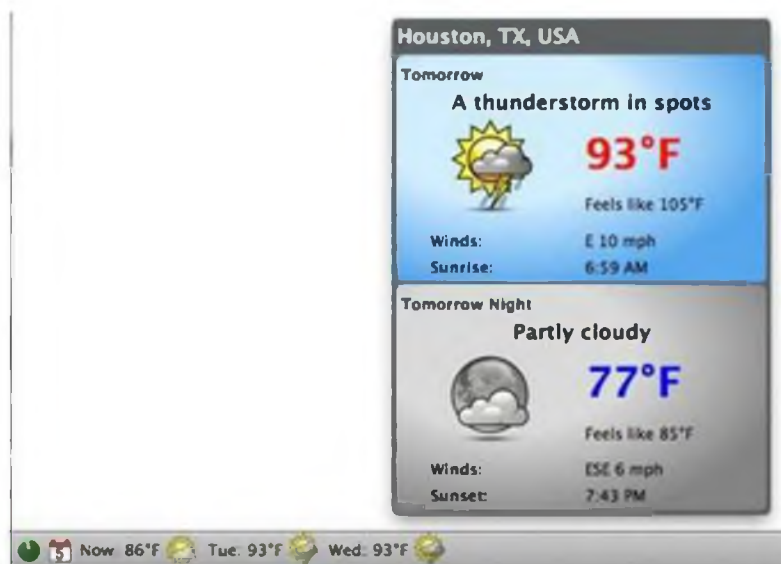 Houston, TX, USA
Tomorrow
A thunderstorm in spots
93°F
Feels like 105°F
Winds: E 10 mph
Sunrise: 6:59 AM
Tomorrow Night
Partly cloudy
77°F
Feels like 85°F
Winds: ESE 6 mph
Sunset: 7:43 PM
5 Now: 86°F Tue: 93°F Wed: 93°F